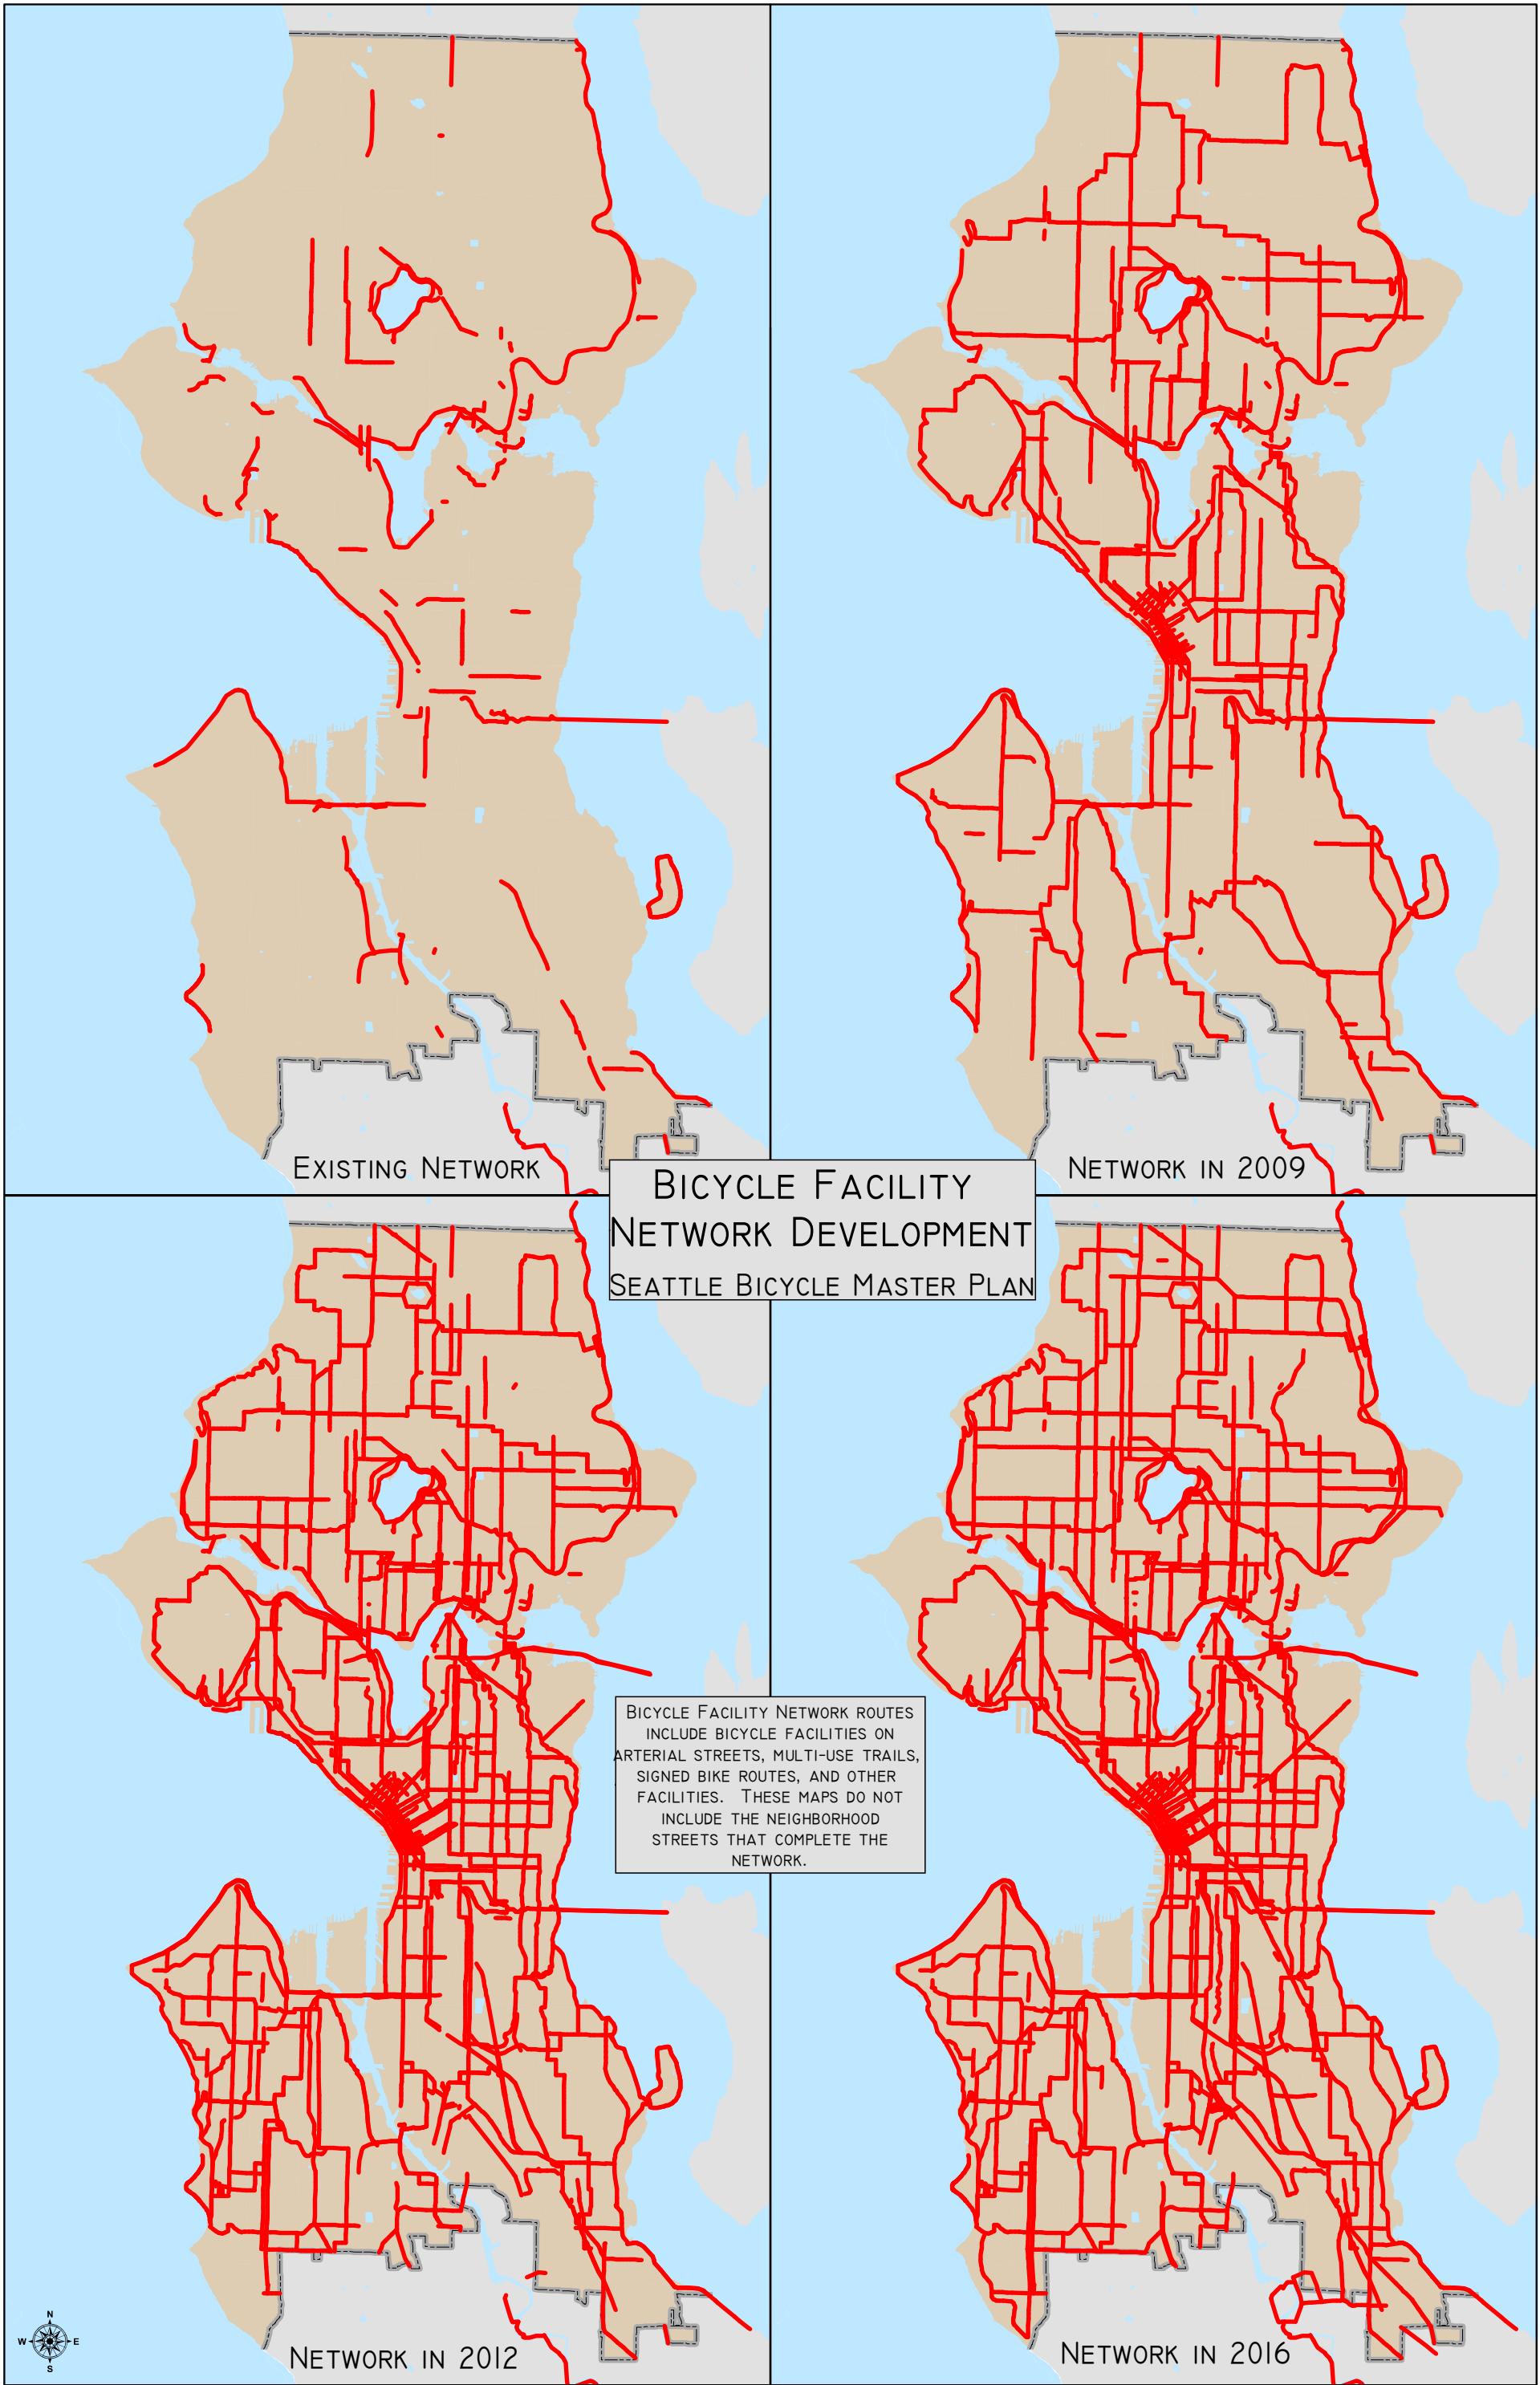 EXISTING NETWORK
NETWORK IN 2009
BICYCLE FACILITY
NETWORK DEVELOPMENT
SEATTLE BICYCLE MASTER PLAN
BICYCLE FACILITY NETWORK ROUTES
INCLUDE BICYCLE FACILITIES ON
ARTERIAL STREETS, MULTI-USE TRAILS,
SIGNED BIKE ROUTES, AND OTHER
FACILITIES. THESE MAPS DO NOT
INCLUDE THE NEIGHBORHOOD
STREETS THAT COMPLETE THE
NETWORK.
N
W E
S
NETWORK IN 2012
NETWORK IN 2016